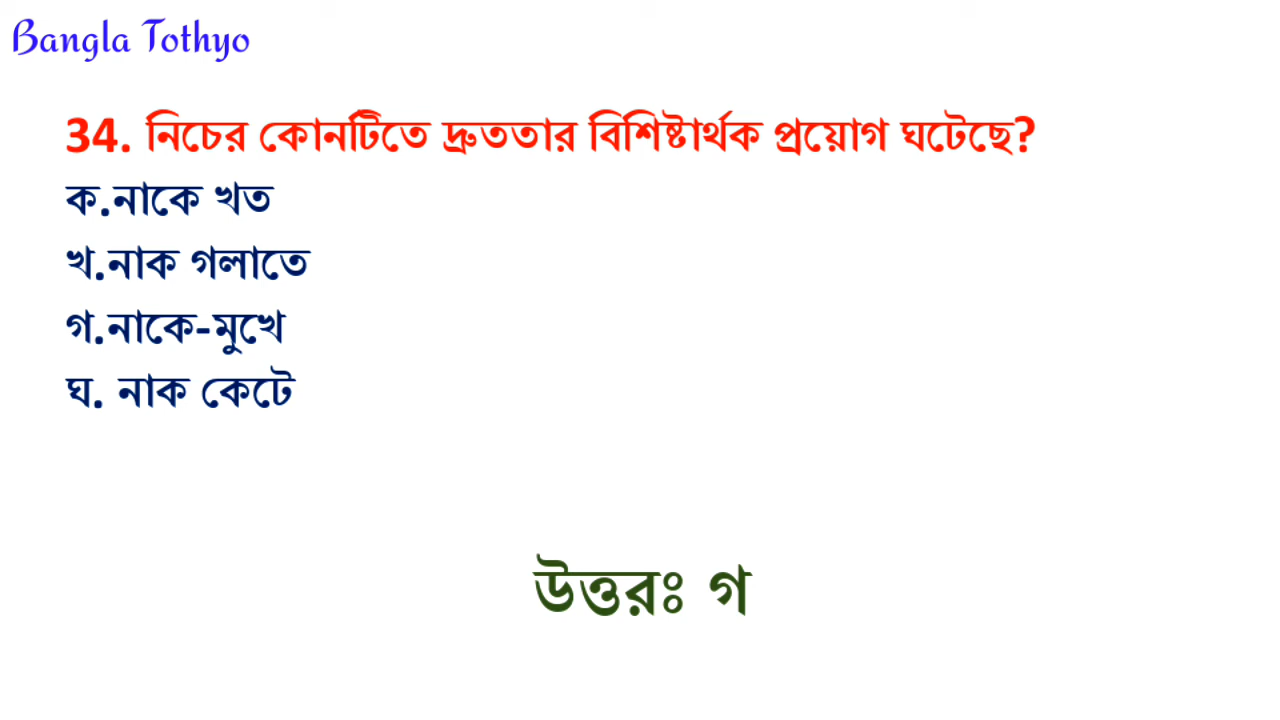 Bangla Tothyo
34. নিচের কোনটিতে দ্রুততার বিশিষ্টার্থক প্রয়োগ ঘটেছে?
ক.নাকে খত
খ.নাক গলাতে
গ.নাকে-মুখে
ঘ. নাক কেটে
উত্তরঃ গ